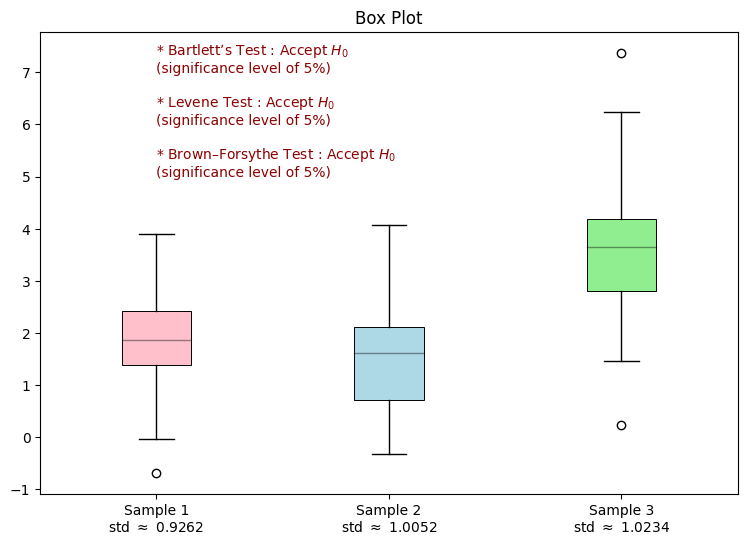 Box Plot
* Bartlett’s Test : Accept H₀
(significance level of 5%)
* Levene Test : Accept H₀
(significance level of 5%)
* Brown–Forsythe Test : Accept H₀
(significance level of 5%)
7
6
5
4
3
2
1
0
−1
Sample 1
std ≈ 0.9262
Sample 2
std ≈ 1.0052
Sample 3
std ≈ 1.0234